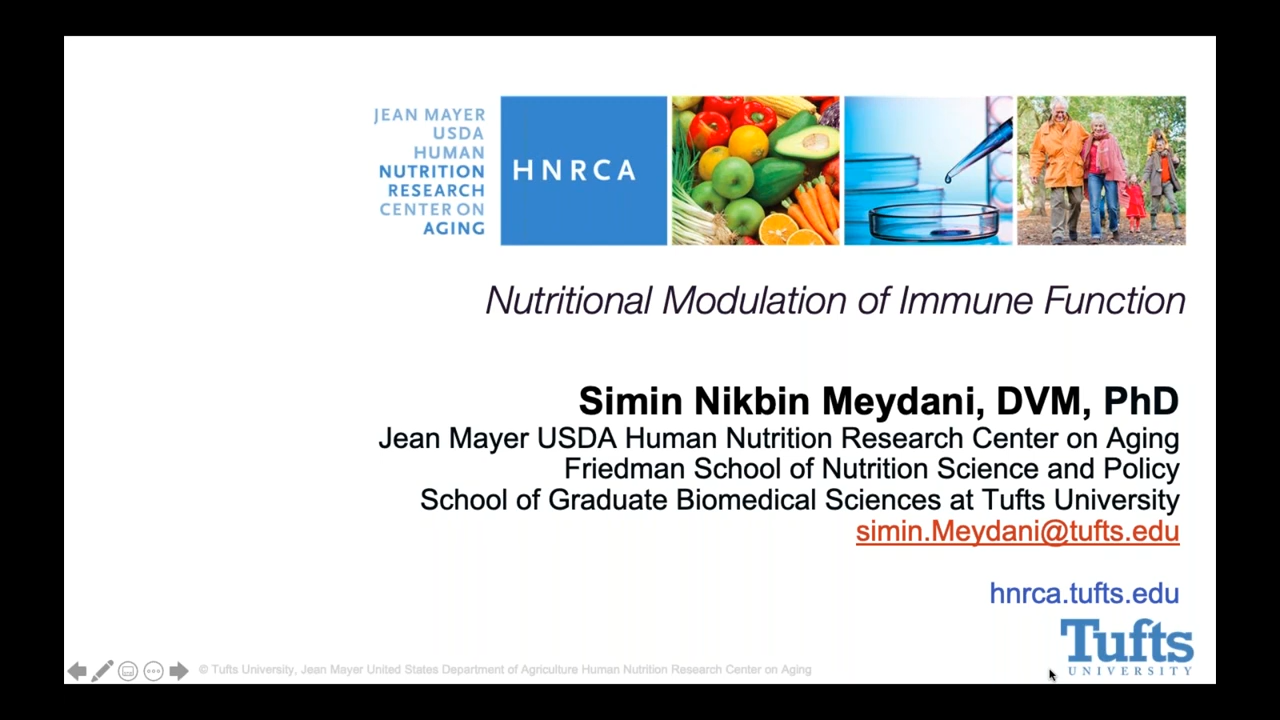 JEAN MAYER
USDA
HUMAN
NUTRITION
RESEARCH
CENTER ON
AGING
HNRCA
Nutritional Modulation of Immune Function
Simin Nikbin Meydani, DVM, PhD
Jean Mayer USDA Human Nutrition Research Center on Aging
Friedman School of Nutrition Science and Policy
School of Graduate Biomedical Sciences at Tufts University
simin.Meydani@tufts.edu
hnrca.tufts.edu
Tufts
UNIVERSITY
© Tufts University, Jean Mayer United States Department of Agriculture Human Nutrition Research Center on Aging